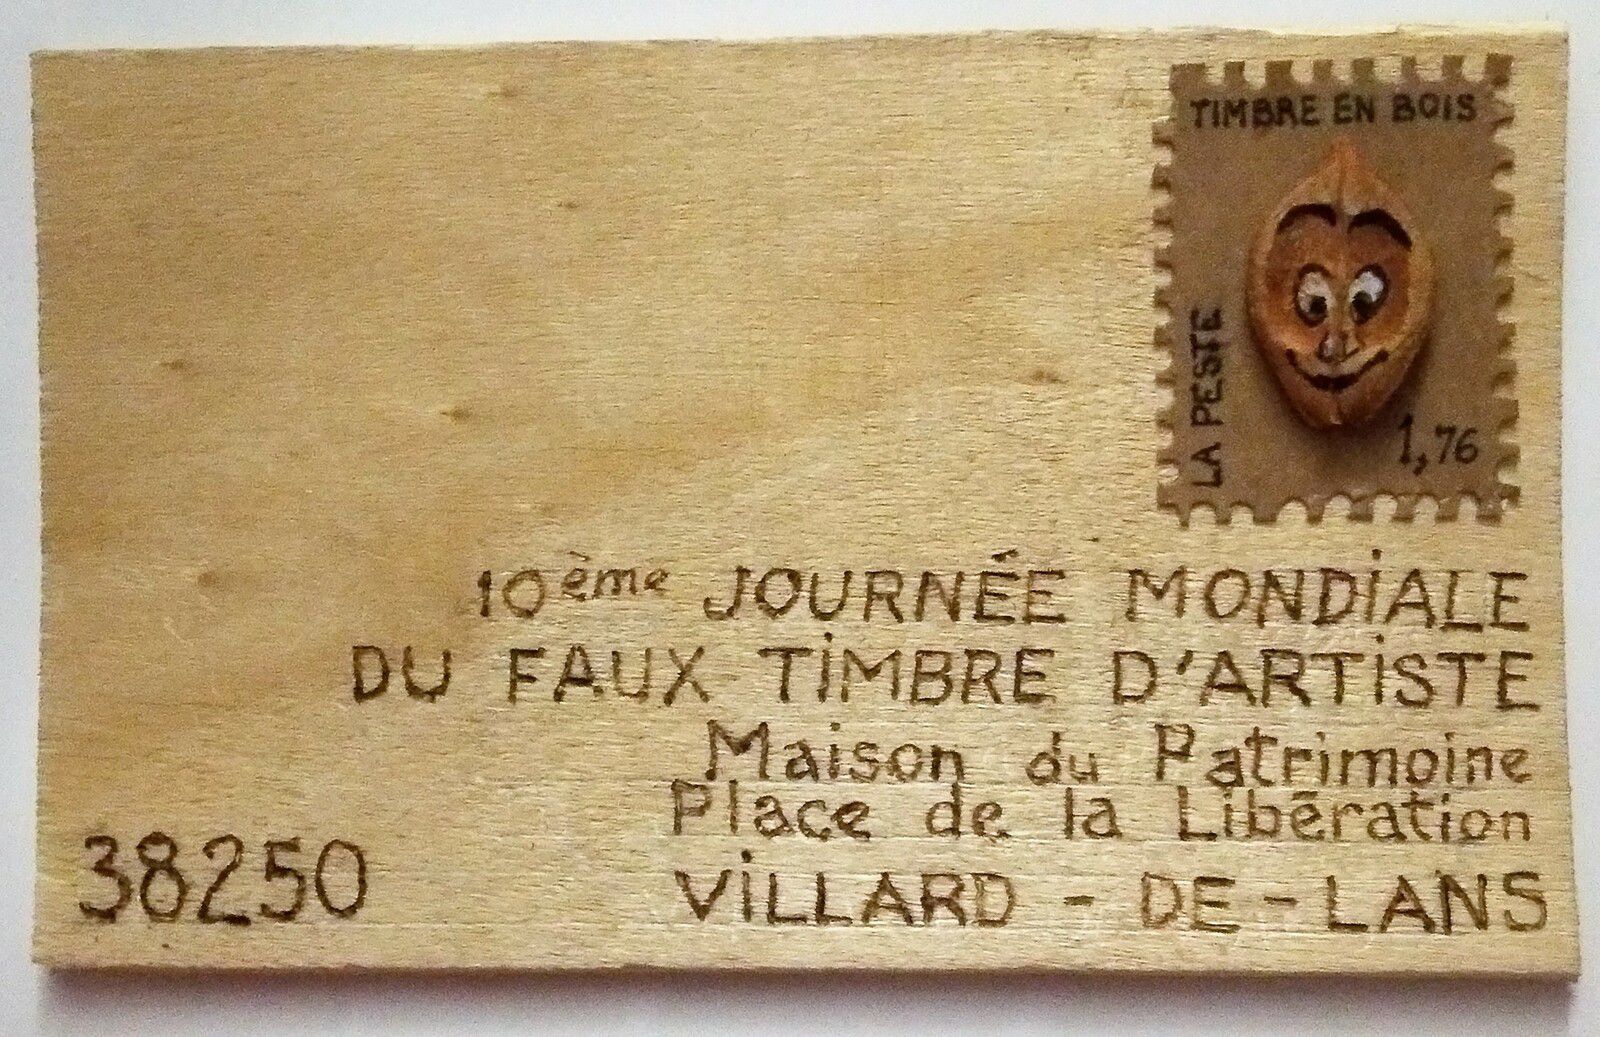 TIMBRE EN BOIS
LA PESTE
1,76
10ème JOURNÉE MONDiALE
DU FAUX TiMBRE D'ARTiSTE
Maison du Patrimoine
Place de la Libération
38250 ViLLARD-DE-LANS